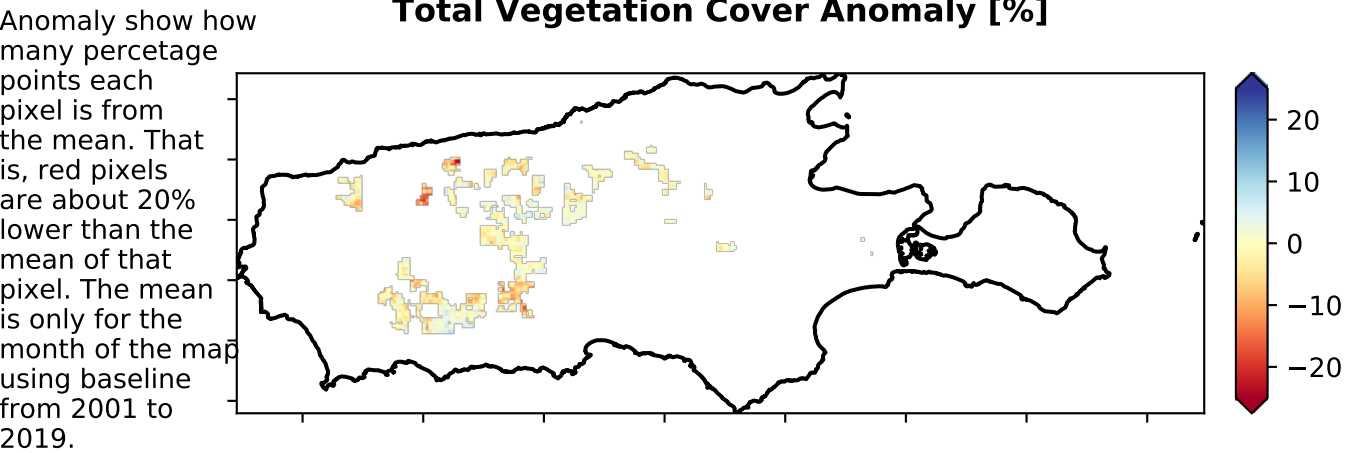 Total Vegetation Cover Anomaly [%]
Anomaly show how
many percetage
points each
pixel is from
the mean. That
is, red pixels
are about 20%
lower than the
mean of that
pixel. The mean
is only for the
month of the map
using baseline
from 2001 to
2019.
20
10
0
−10
−20